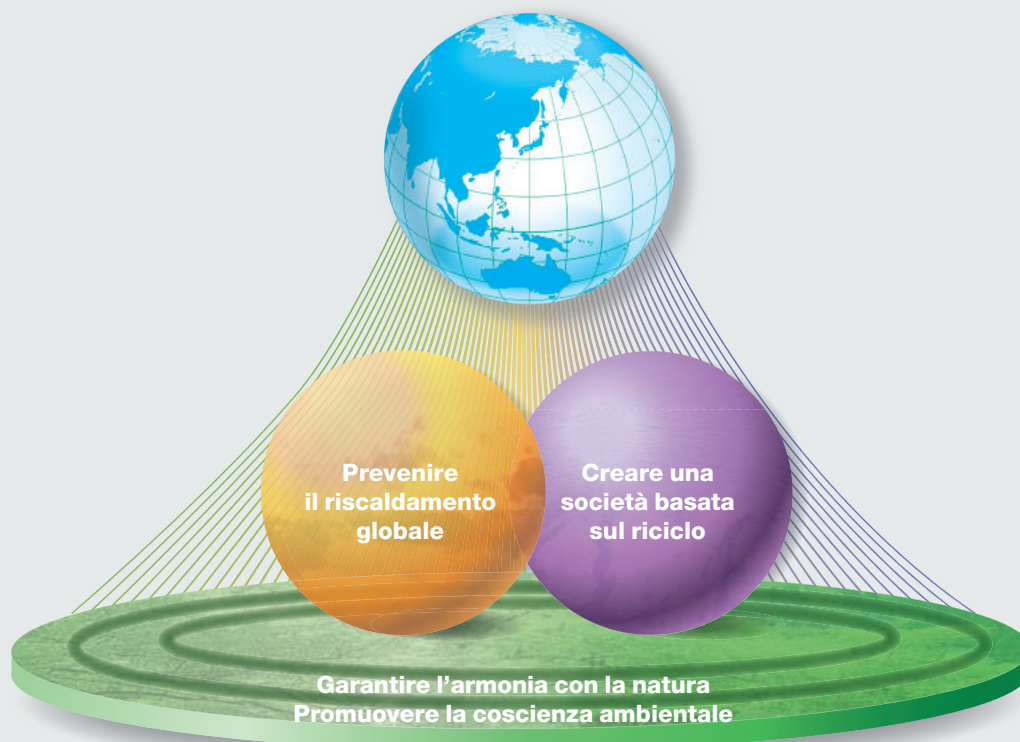 Prevenire
il riscaldamento
globale
Creare una
società basata
sul riciclo
Garantire l'armonia con la natura
Promuovere la coscienza ambientale